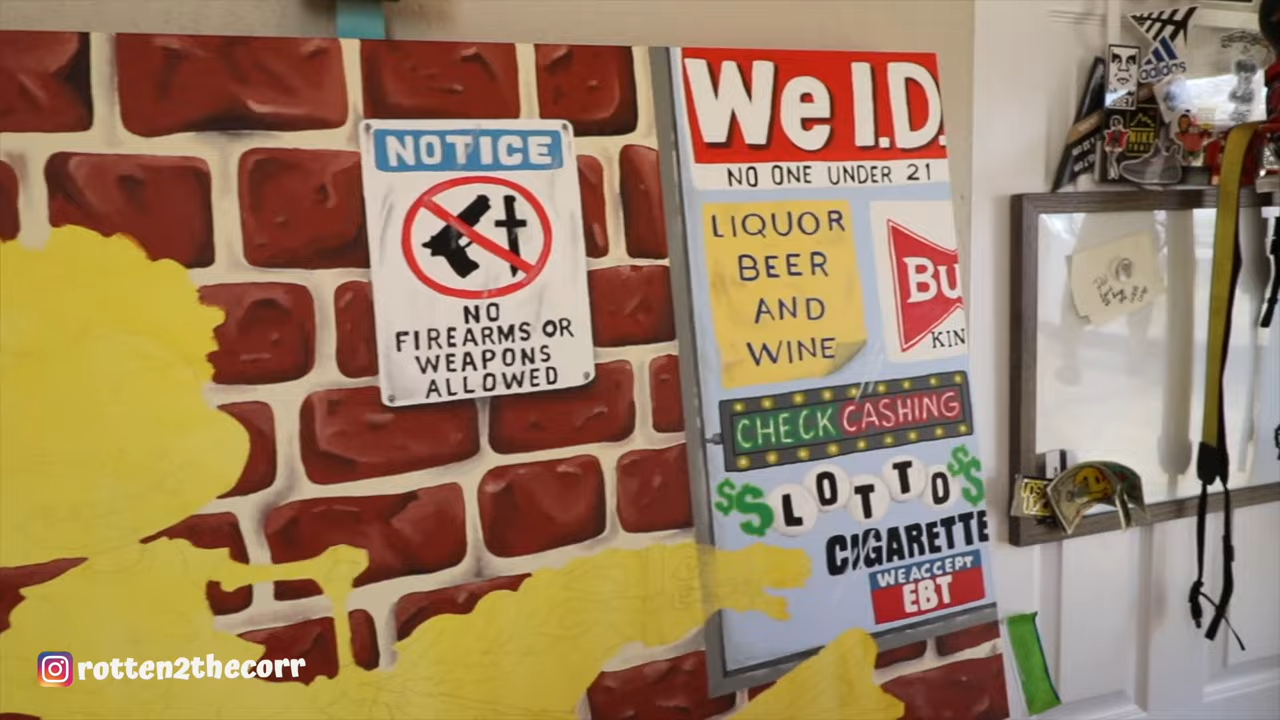 NOTICE
NO
FIREARMS OR
WEAPONS
ALLOWED
We I.D.
NO ONE UNDER 21
LIQUOR
BEER
AND
WINE
Bu
KIN
CHECK CASHING
$$ LOTTO $
CIGARETTE
WE ACCEPT
EBT
adidas
rotten2thecorr